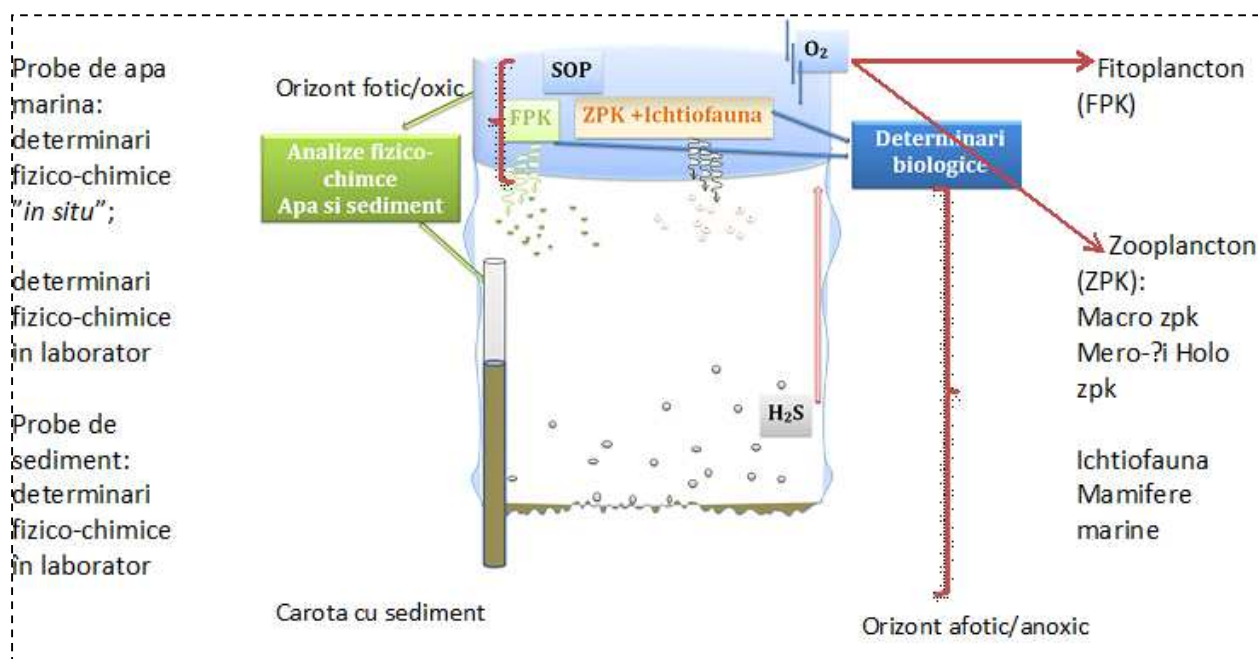 Probe de apa
marina:
determinari
fizico-chimice
"in situ";
determinari
fizico-chimice
in laborator
Probe de
sediment:
determinari
fizico-chimice
în laborator
Orizont fotic/oxic
Analize fizico-
chimce
Apa si sediment
SOP
FPK
ZPK +Ichtiofauna
O₂
Determinari
biologice
H₂S
Carota cu sediment
Orizont afotic/anoxic
Fitoplancton
(FPK)
Zooplancton
(ZPK):
Macro zpk
Mero-?i Holo
zpk
Ichtiofauna
Mamifere
marine